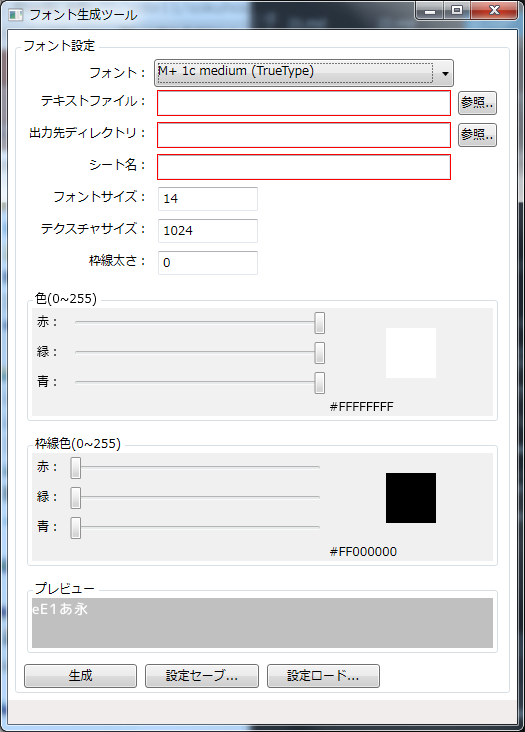 フォント生成ツール
フォント設定
フォント： M+ 1c medium (TrueType)
テキストファイル： 参照..
出力先ディレクトリ： 参照..
シート名：
フォントサイズ： 14
テクスチャサイズ： 1024
枠線太さ： 0
色(0~255)
赤：
緑：
青：
#FFFFFFFF
枠線色(0~255)
赤：
緑：
青：
#FF000000
プレビュー
eE1あ永
生成 設定セーブ... 設定ロード...